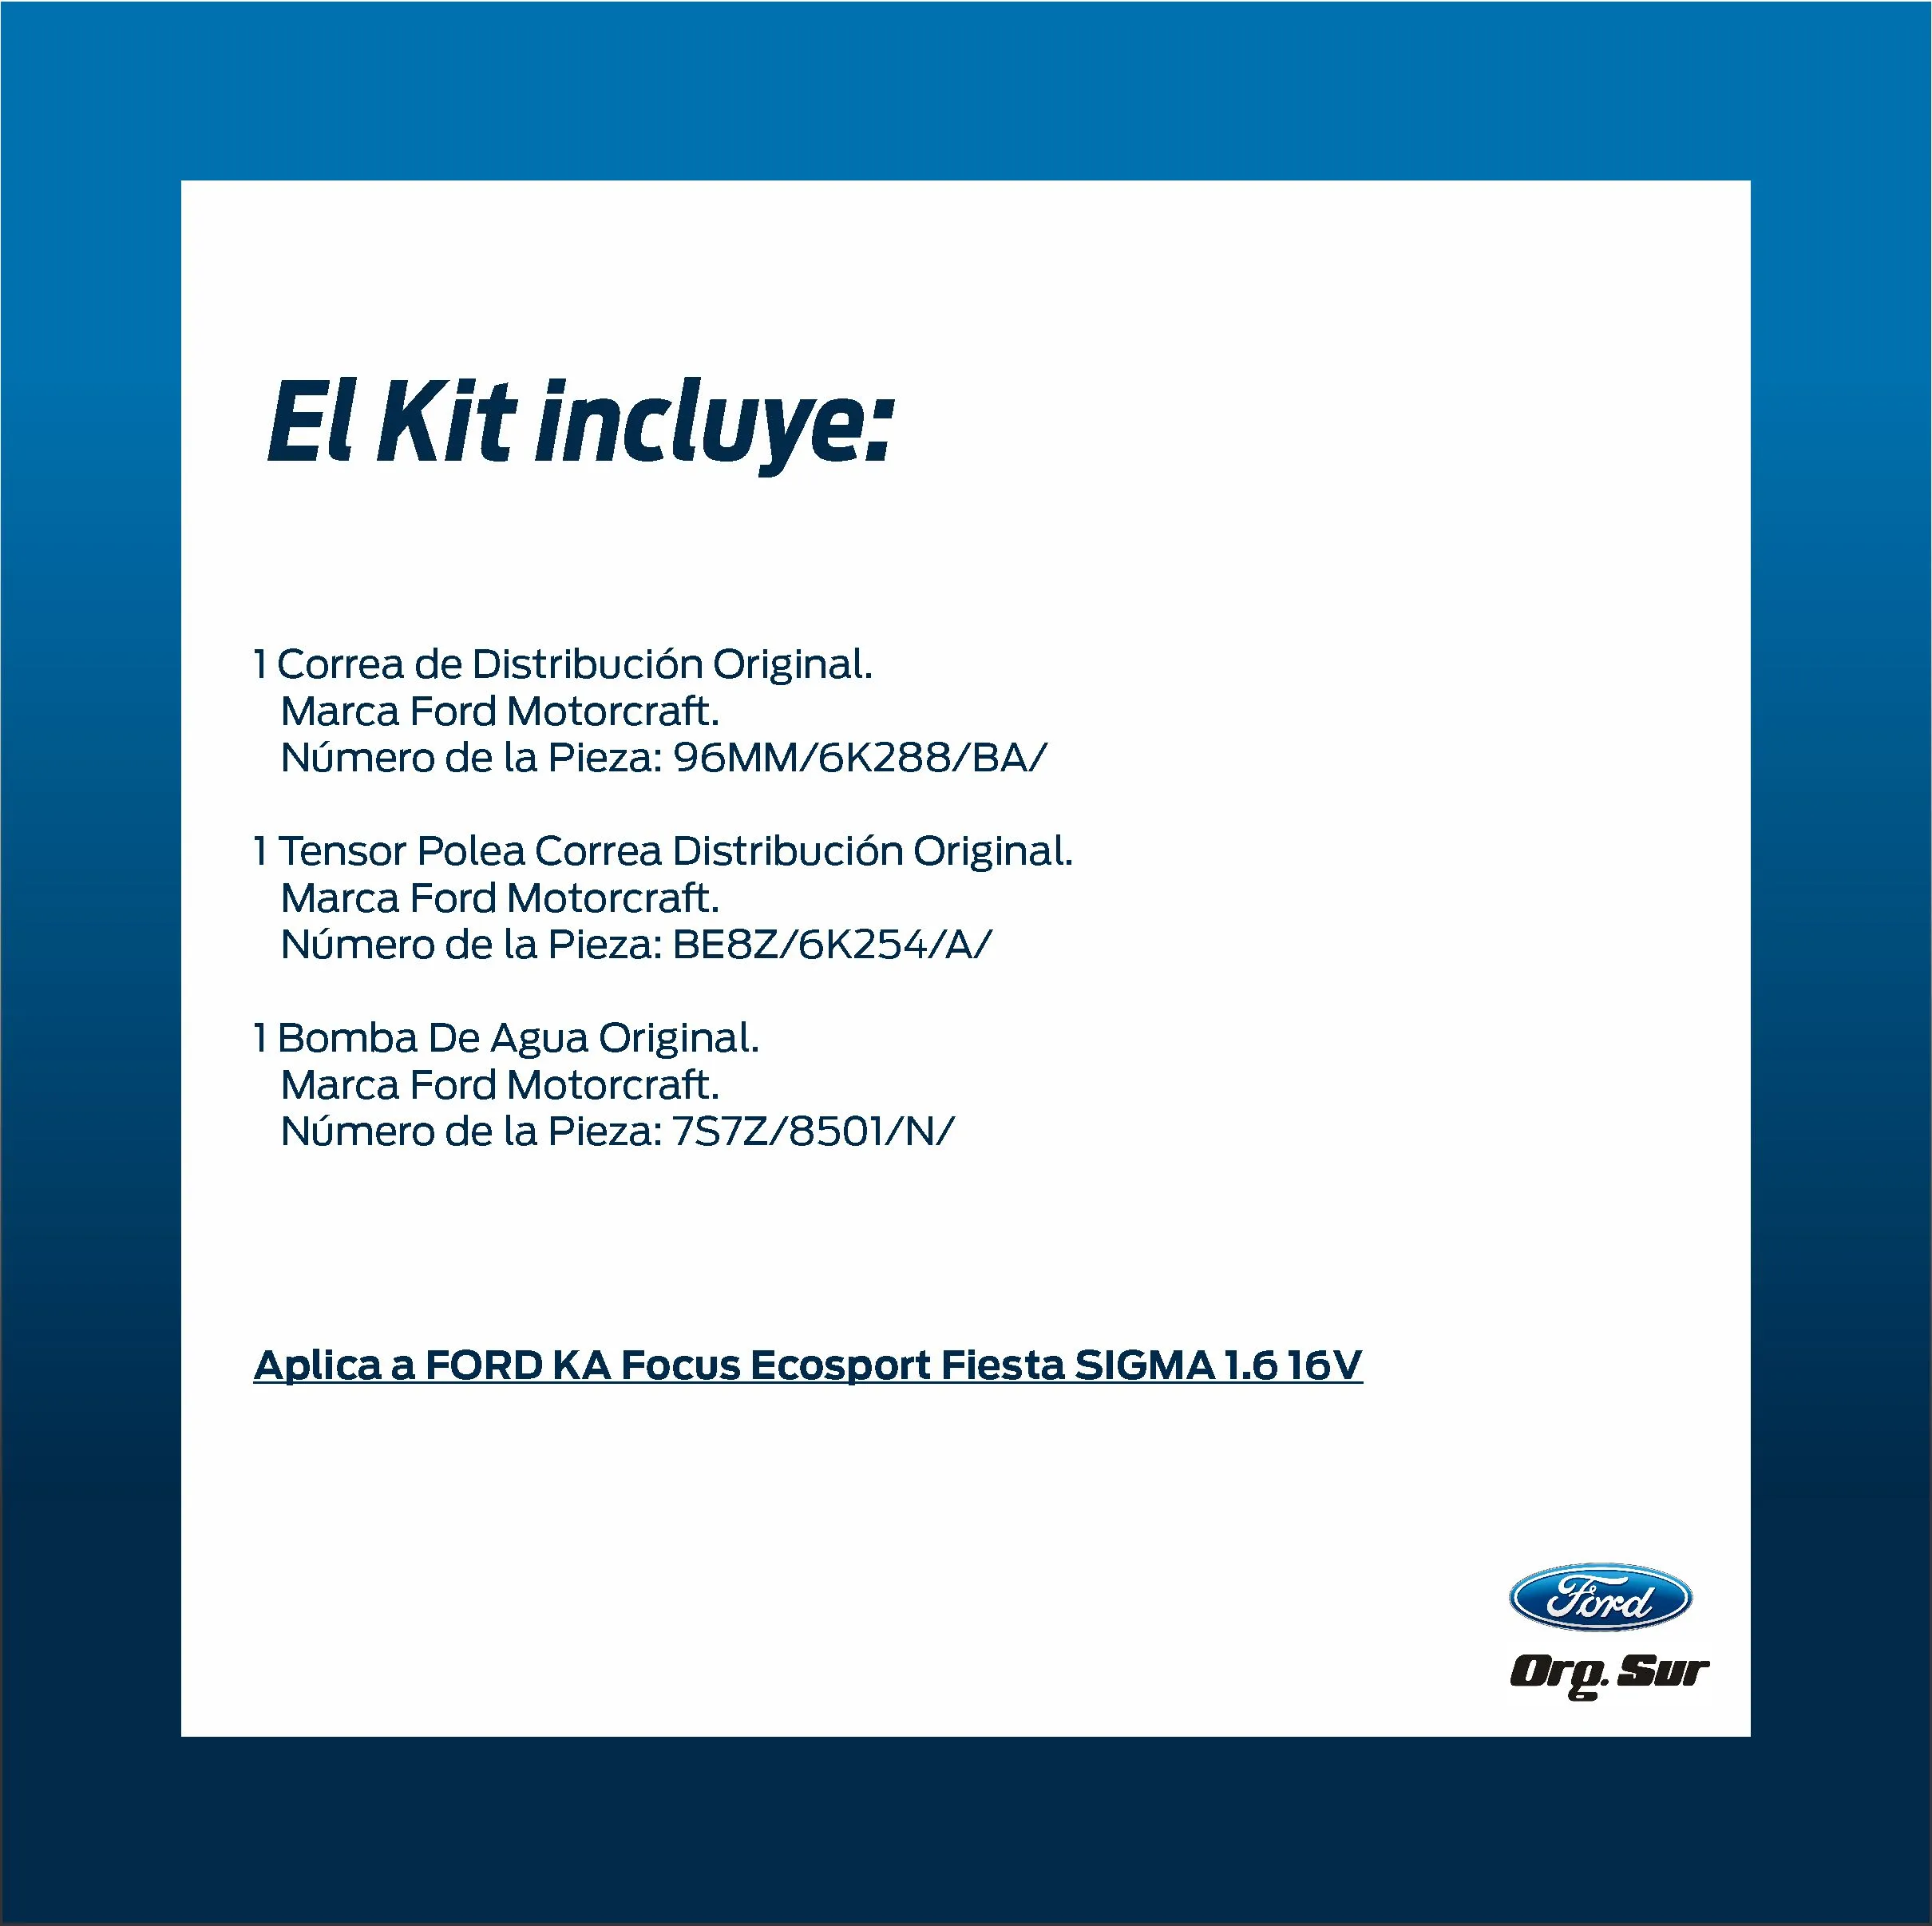 El Kit incluye:
1 Correa de Distribución Original.
Marca Ford Motorcraft.
Número de la Pieza: 96MM/6K288/BA/
1 Tensor Polea Correa Distribución Original.
Marca Ford Motorcraft.
Número de la Pieza: BE8Z/6K254/A/
1 Bomba De Agua Original.
Marca Ford Motorcraft.
Número de la Pieza: 7S7Z/8501/N/
Aplica a FORD KA Focus Ecosport Fiesta SIGMA 1.6 16V
Ford
Org. Sur